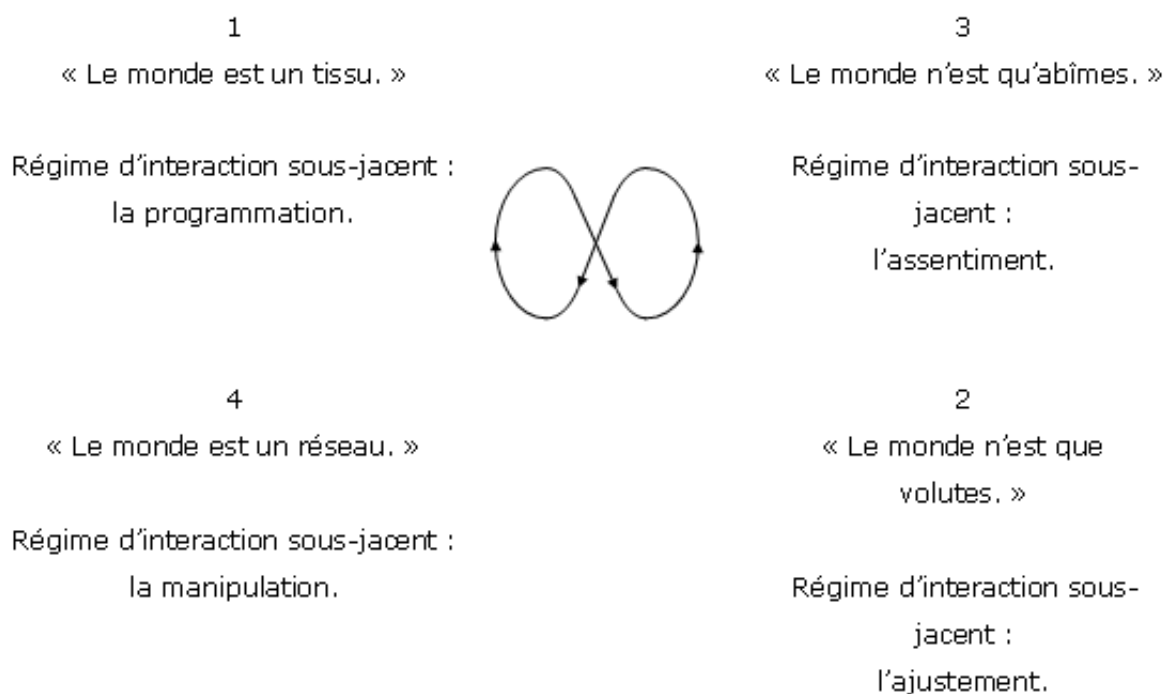 1
« Le monde est un tissu. »
Régime d'interaction sous-jacent :
la programmation.
3
« Le monde n'est qu'abîmes. »
Régime d'interaction sous-
jacent :
l'assentiment.
4
« Le monde est un réseau. »
Régime d'interaction sous-jacent :
la manipulation.
2
« Le monde n'est que
volutes. »
Régime d'interaction sous-
jacent :
l'ajustement.